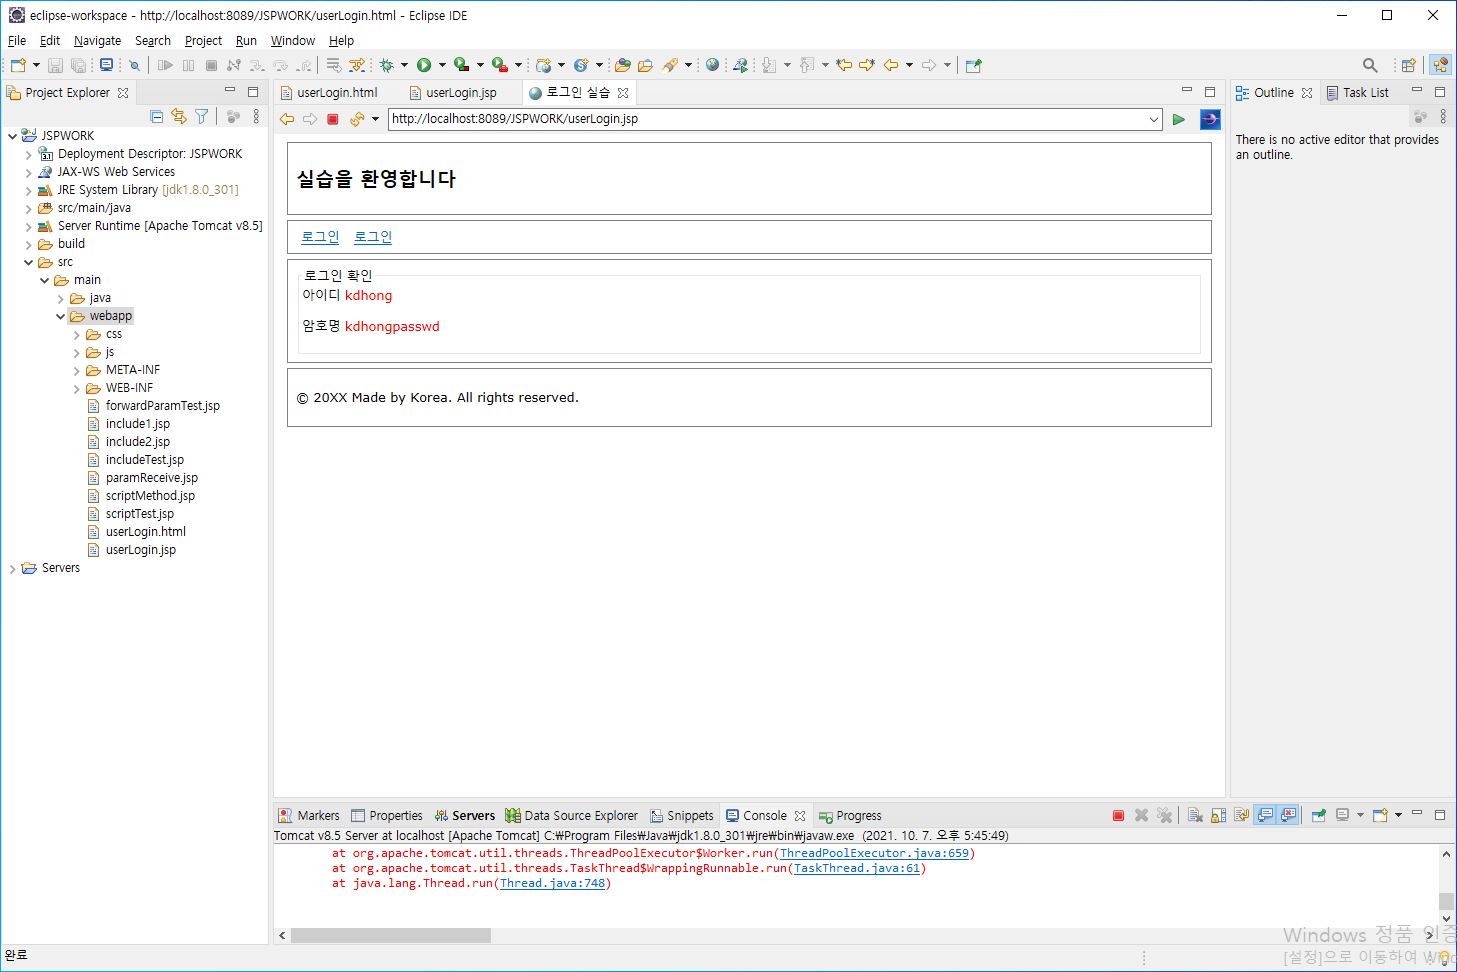 eclipse-workspace - http://localhost:8089/JSPWORK/userLogin.html - Eclipse IDE
File Edit Navigate Search Project Run Window Help
Project Explorer
userLogin.html userLogin.jsp 로그인 실습
Outline Task List
http://localhost:8089/JSPWORK/userLogin.jsp
JSPWORK
Deployment Descriptor: JSPWORK
JAX-WS Web Services
JRE System Library [jdk1.8.0_301]
src/main/java
Server Runtime [Apache Tomcat v8.5]
build
src
main
java
webapp
css
js
META-INF
WEB-INF
forwardParamTest.jsp
include1.jsp
include2.jsp
includeTest.jsp
paramReceive.jsp
scriptMethod.jsp
scriptTest.jsp
userLogin.html
userLogin.jsp
Servers
실습을 환영합니다
로그인 로그인
로그인 확인
아이디 kdhong
암호명 kdhongpasswd
© 20XX Made by Korea. All rights reserved.
There is no active editor that provides
an outline.
Markers Properties Servers Data Source Explorer Snippets Console Progress
Tomcat v8.5 Server at localhost [Apache Tomcat] C:₩Program Files₩Java₩jdk1.8.0_301₩jre₩bin₩javaw.exe (2021. 10. 7. 오후 5:45:49)
at org.apache.tomcat.util.threads.ThreadPoolExecutor$Worker.run(ThreadPoolExecutor.java:659)
at org.apache.tomcat.util.threads.TaskThread$WrappingRunnable.run(TaskThread.java:61)
at java.lang.Thread.run(Thread.java:748)
Windows 정품 인증
[설정]으로 이동하여 Win
완료